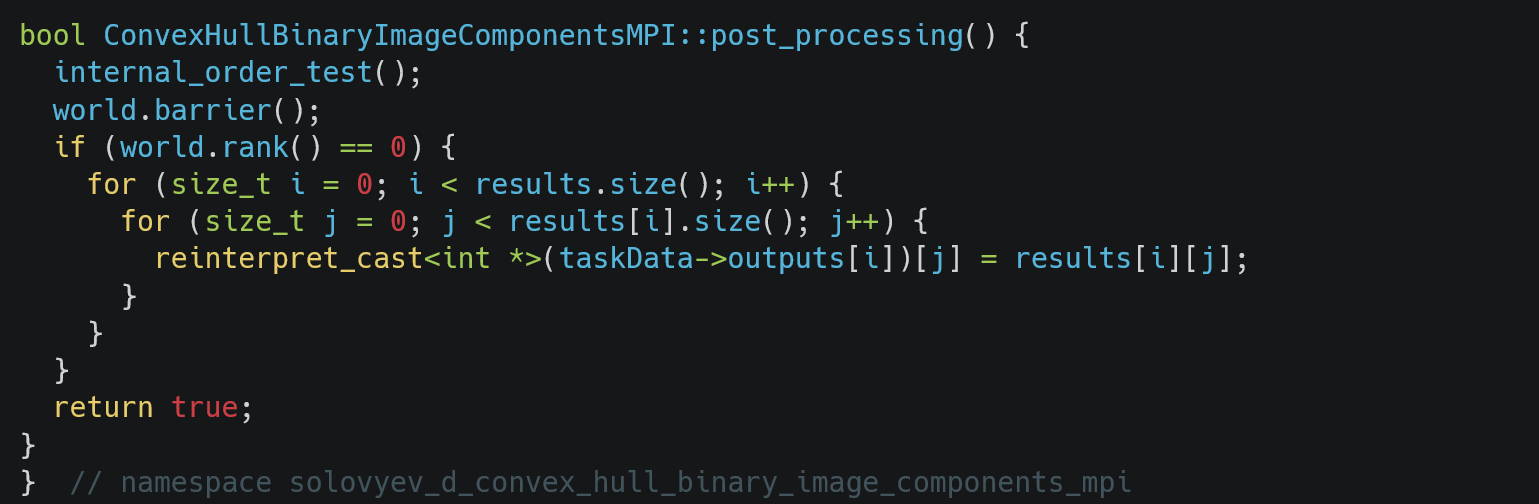 bool ConvexHullBinaryImageComponentsMPI::post_processing() {
  internal_order_test();
  world.barrier();
  if (world.rank() == 0) {
    for (size_t i = 0; i < results.size(); i++) {
      for (size_t j = 0; j < results[i].size(); j++) {
        reinterpret_cast<int *>(taskData->outputs[i])[j] = results[i][j];
      }
    }
  }
  return true;
}
}  // namespace solovyev_d_convex_hull_binary_image_components_mpi